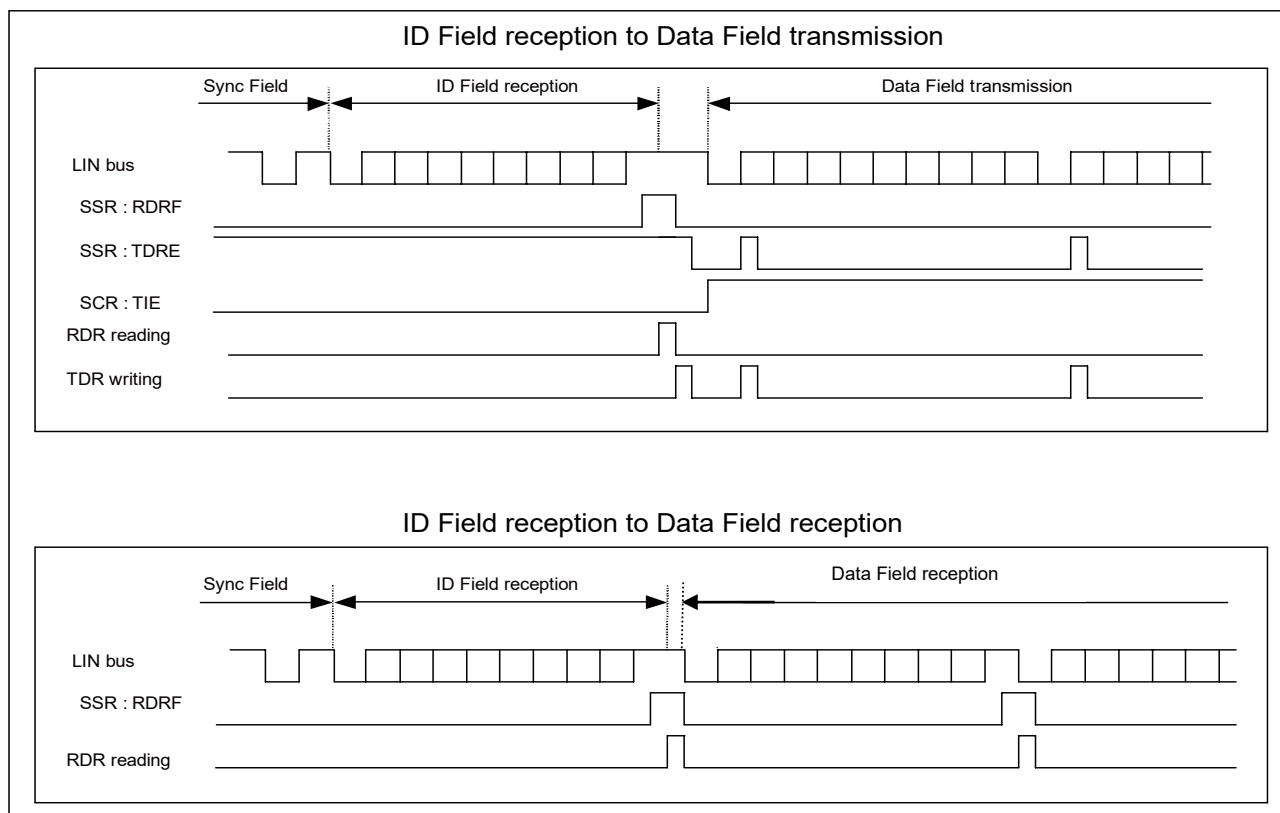 ID Field reception to Data Field transmission
Sync Field ID Field reception Data Field transmission
LIN bus
SSR : RDRF
SSR : TDRE
SCR : TIE
RDR reading
TDR writing
ID Field reception to Data Field reception
Sync Field ID Field reception Data Field reception
LIN bus
SSR : RDRF
RDR reading